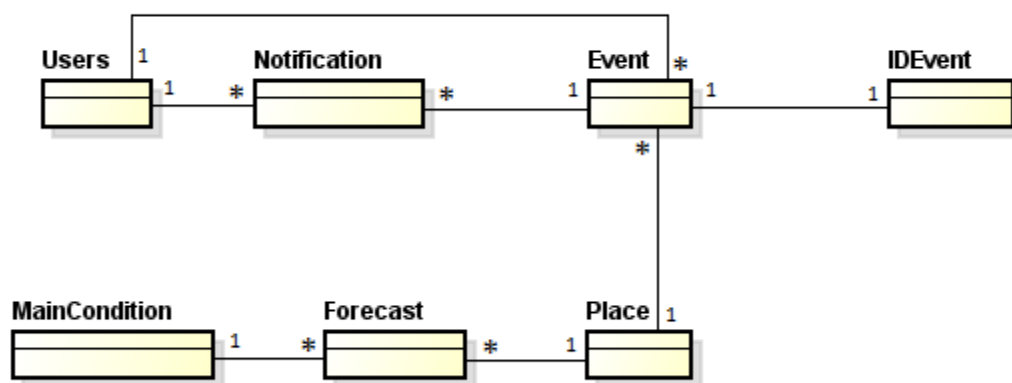 Users Notification Event IDEvent
1 *
1 * * 1 1 1
*
MainCondition Forecast Place
1
1 * * 1